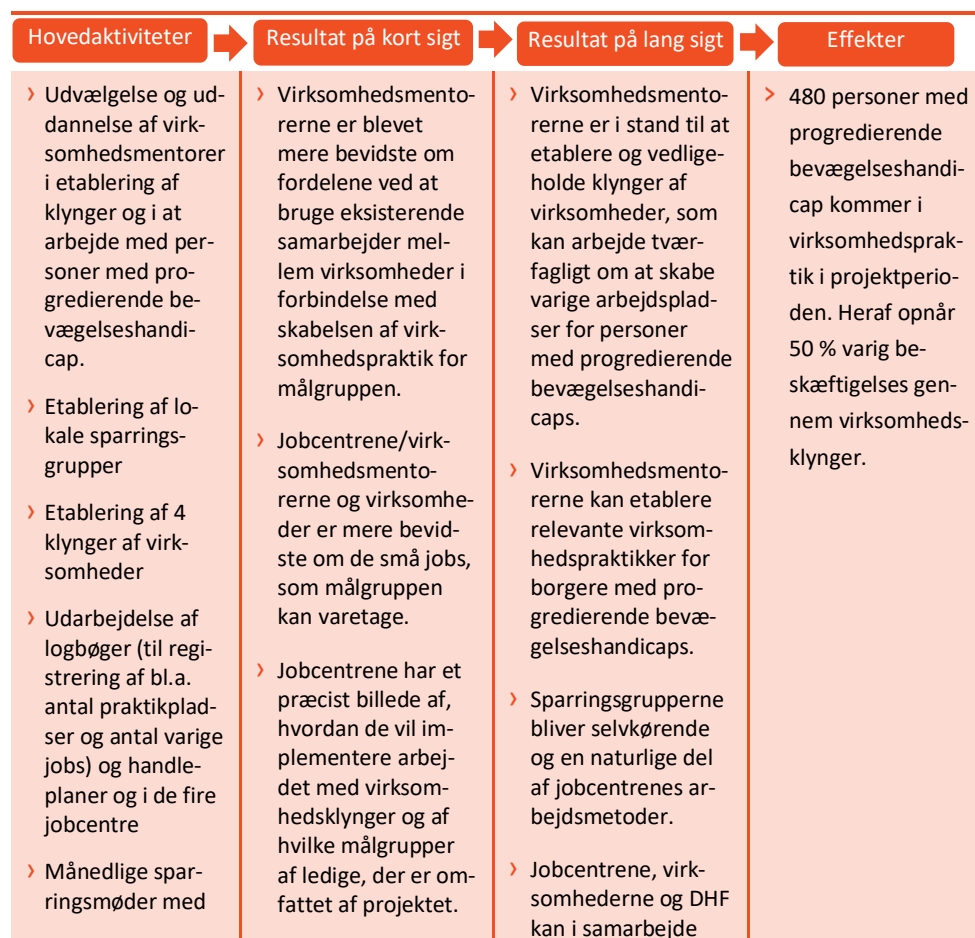 Hovedaktiviteter
Resultat på kort sigt
Resultat på lang sigt
Effekter
› Udvælgelse og ud-
dannelse af virk-
somhedsmentorer
i etablering af
klynger og i at
arbejde med per-
soner med pro-
gredierende be-
vægelseshandi-
cap.
› Etablering af lo-
kale sparrings-
grupper
› Etablering af 4
klynger af virk-
somheder
› Udarbejdelse af
logbøger (til regi-
strering af bl.a.
antal praktikplad-
ser og antal varige
jobs) og handle-
planer og i de fire
jobcentre
› Månedlige spar-
ringsmøder med
› Virksomhedsmento-
rerne er blevet
mere bevidste om
fordelene ved at
bruge eksisterende
samarbejder mel-
lem virksomheder i
forbindelse med
skabelsen af virk-
somhedspraktik for
målgruppen.
› Jobcentrene/virk-
somhedsmento-
rerne og virksomhe-
der er mere bevid-
ste om de små jobs,
som målgruppen
kan varetage.
› Jobcentrene har et
præcist billede af,
hvordan de vil im-
plementere arbej-
det med virksom-
hedsklynger og af
hvilke målgrupper
af ledige, der er om-
fattet af projektet.
› Virksomhedsmento-
rerne er i stand til at
etablere og vedlige-
holde klynger af
virksomheder, som
kan arbejde tvær-
fagligt om at skabe
varige arbejdsplad-
ser for personer
med progredierende
bevægelseshandi-
caps.
› Virksomhedsmento-
rerne kan etablere
relevante virksom-
hedspraktikker for
borgere med pro-
gredierende bevæ-
gelseshandicaps.
› Sparringsgrupperne
bliver selvkørende
og en naturlige del
af jobcentrenes ar-
bejdsmetoder.
› Jobcentrene, virk-
somhederne og DHF
kan i samarbejde
> 480 personer med
progredierende
bevægelseshandi-
cap kommer i
virksomhedsprak-
tik i projektperio-
den. Heraf opnår
50 % varig be-
skæftigelses gen-
nem virksomheds-
klynger.